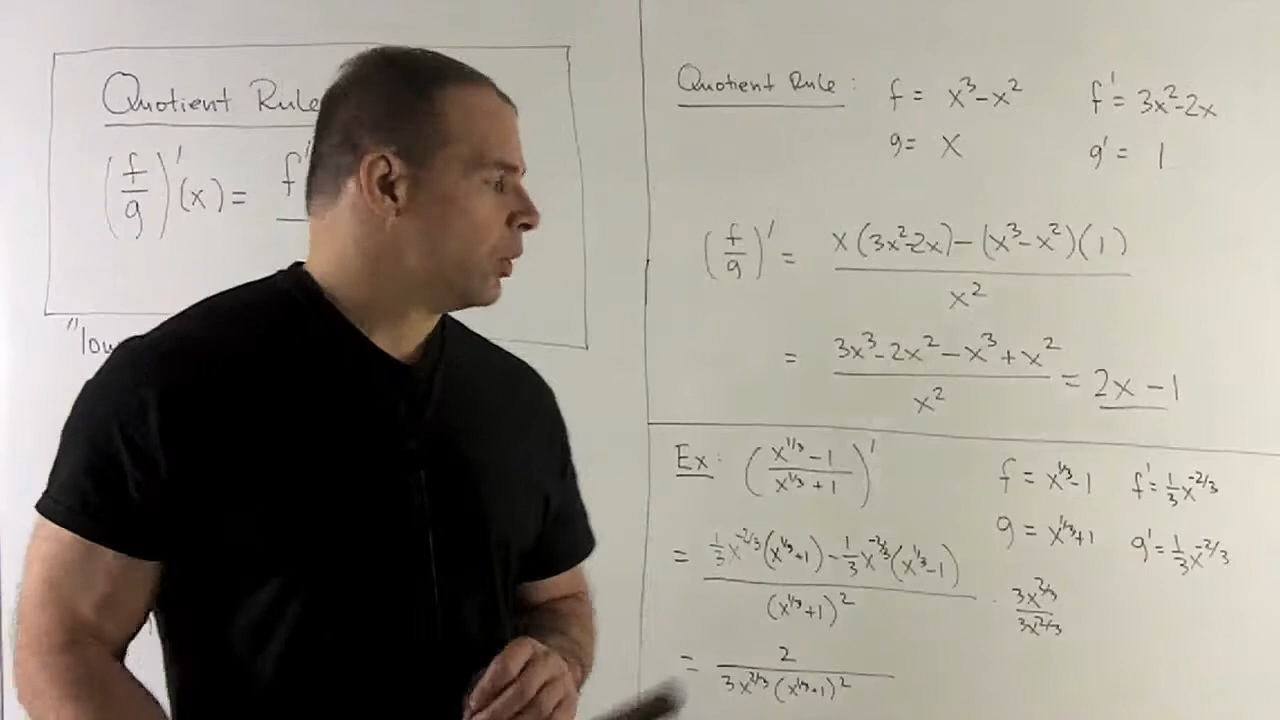 Quotient Rule
(f/g)'(x) = f'
"low
Quotient Rule : f = x³-x² f' = 3x²-2x
g = x g' = 1
(f/g)' = x(3x²-2x)-(x³-x²)(1) / x²
= 3x³-2x²-x³+x² / x² = 2x-1
Ex: (x^{1/3}-1 / x^{1/3}+1)' f = x^{1/3}-1 f' = 1/3 x^{-2/3}
g = x^{1/3}+1 g' = 1/3 x^{-2/3}
= 1/3 x^{-2/3}(x^{1/3}+1) - 1/3 x^{-2/3}(x^{1/3}-1) / (x^{1/3}+1)² · 3x^{2/3} / 3x^{2/3}
= 2 / 3x^{2/3}(x^{1/3}+1)²